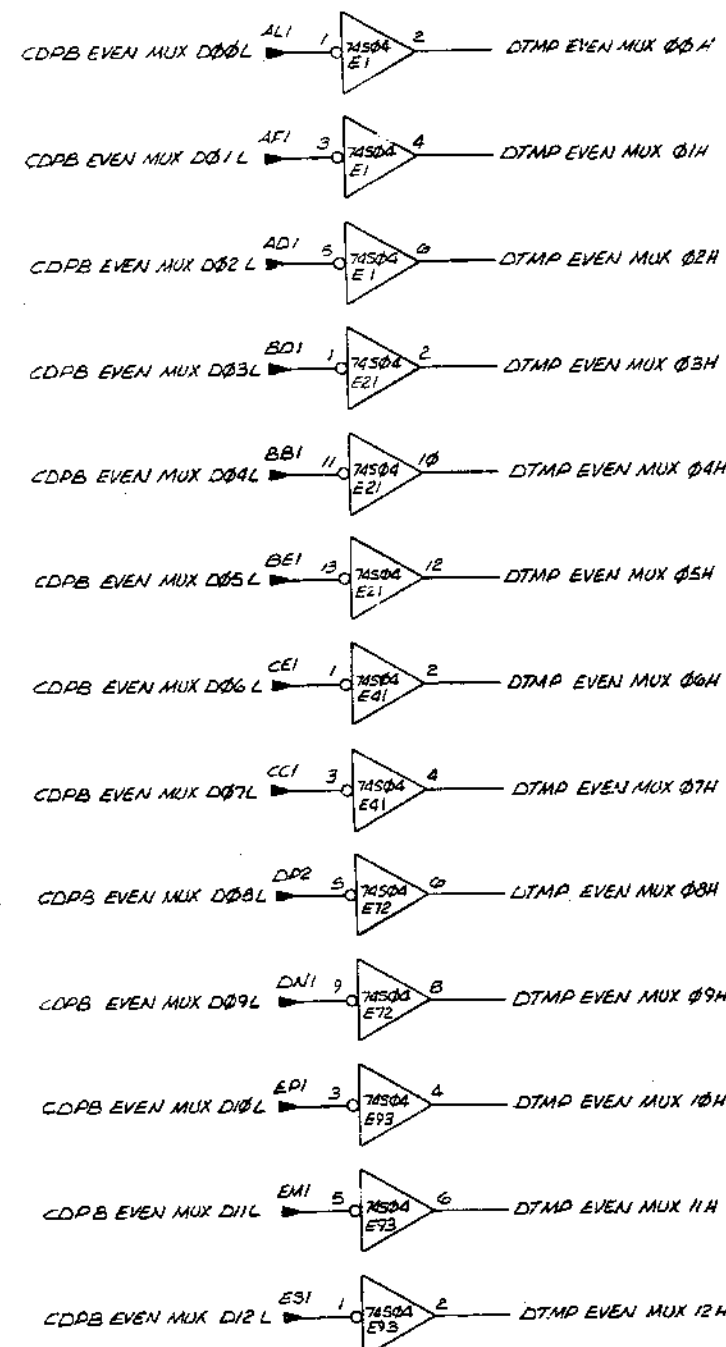 CDPB EVEN MUX DØØL AL1 1 74SØ4 E1 2 DTMP EVEN MUX ØØH
CDPB EVEN MUX DØ1L AF1 3 74SØ4 E1 4 DTMP EVEN MUX Ø1H
CDPB EVEN MUX DØ2L AD1 5 74SØ4 E1 6 DTMP EVEN MUX Ø2H
CDPB EVEN MUX DØ3L BD1 1 74SØ4 E21 2 DTMP EVEN MUX Ø3H
CDPB EVEN MUX DØ4L BB1 11 74SØ4 E21 1Ø DTMP EVEN MUX Ø4H
CDPB EVEN MUX DØ5L BE1 13 74SØ4 E21 12 DTMP EVEN MUX Ø5H
CDPB EVEN MUX DØ6L CE1 1 74SØ4 E41 2 DTMP EVEN MUX Ø6H
CDPB EVEN MUX DØ7L CC1 3 74SØ4 E41 4 DTMP EVEN MUX Ø7H
CDPB EVEN MUX DØ8L DP2 5 74SØ4 E72 6 DTMP EVEN MUX Ø8H
CDPB EVEN MUX DØ9L DN1 9 74SØ4 E72 8 DTMP EVEN MUX Ø9H
CDPB EVEN MUX D1ØL EP1 3 74SØ4 E93 4 DTMP EVEN MUX 1ØH
CDPB EVEN MUX D11L EM1 5 74SØ4 E93 6 DTMP EVEN MUX 11H
CDPB EVEN MUX D12L ES1 1 74SØ4 E93 2 DTMP EVEN MUX 12H